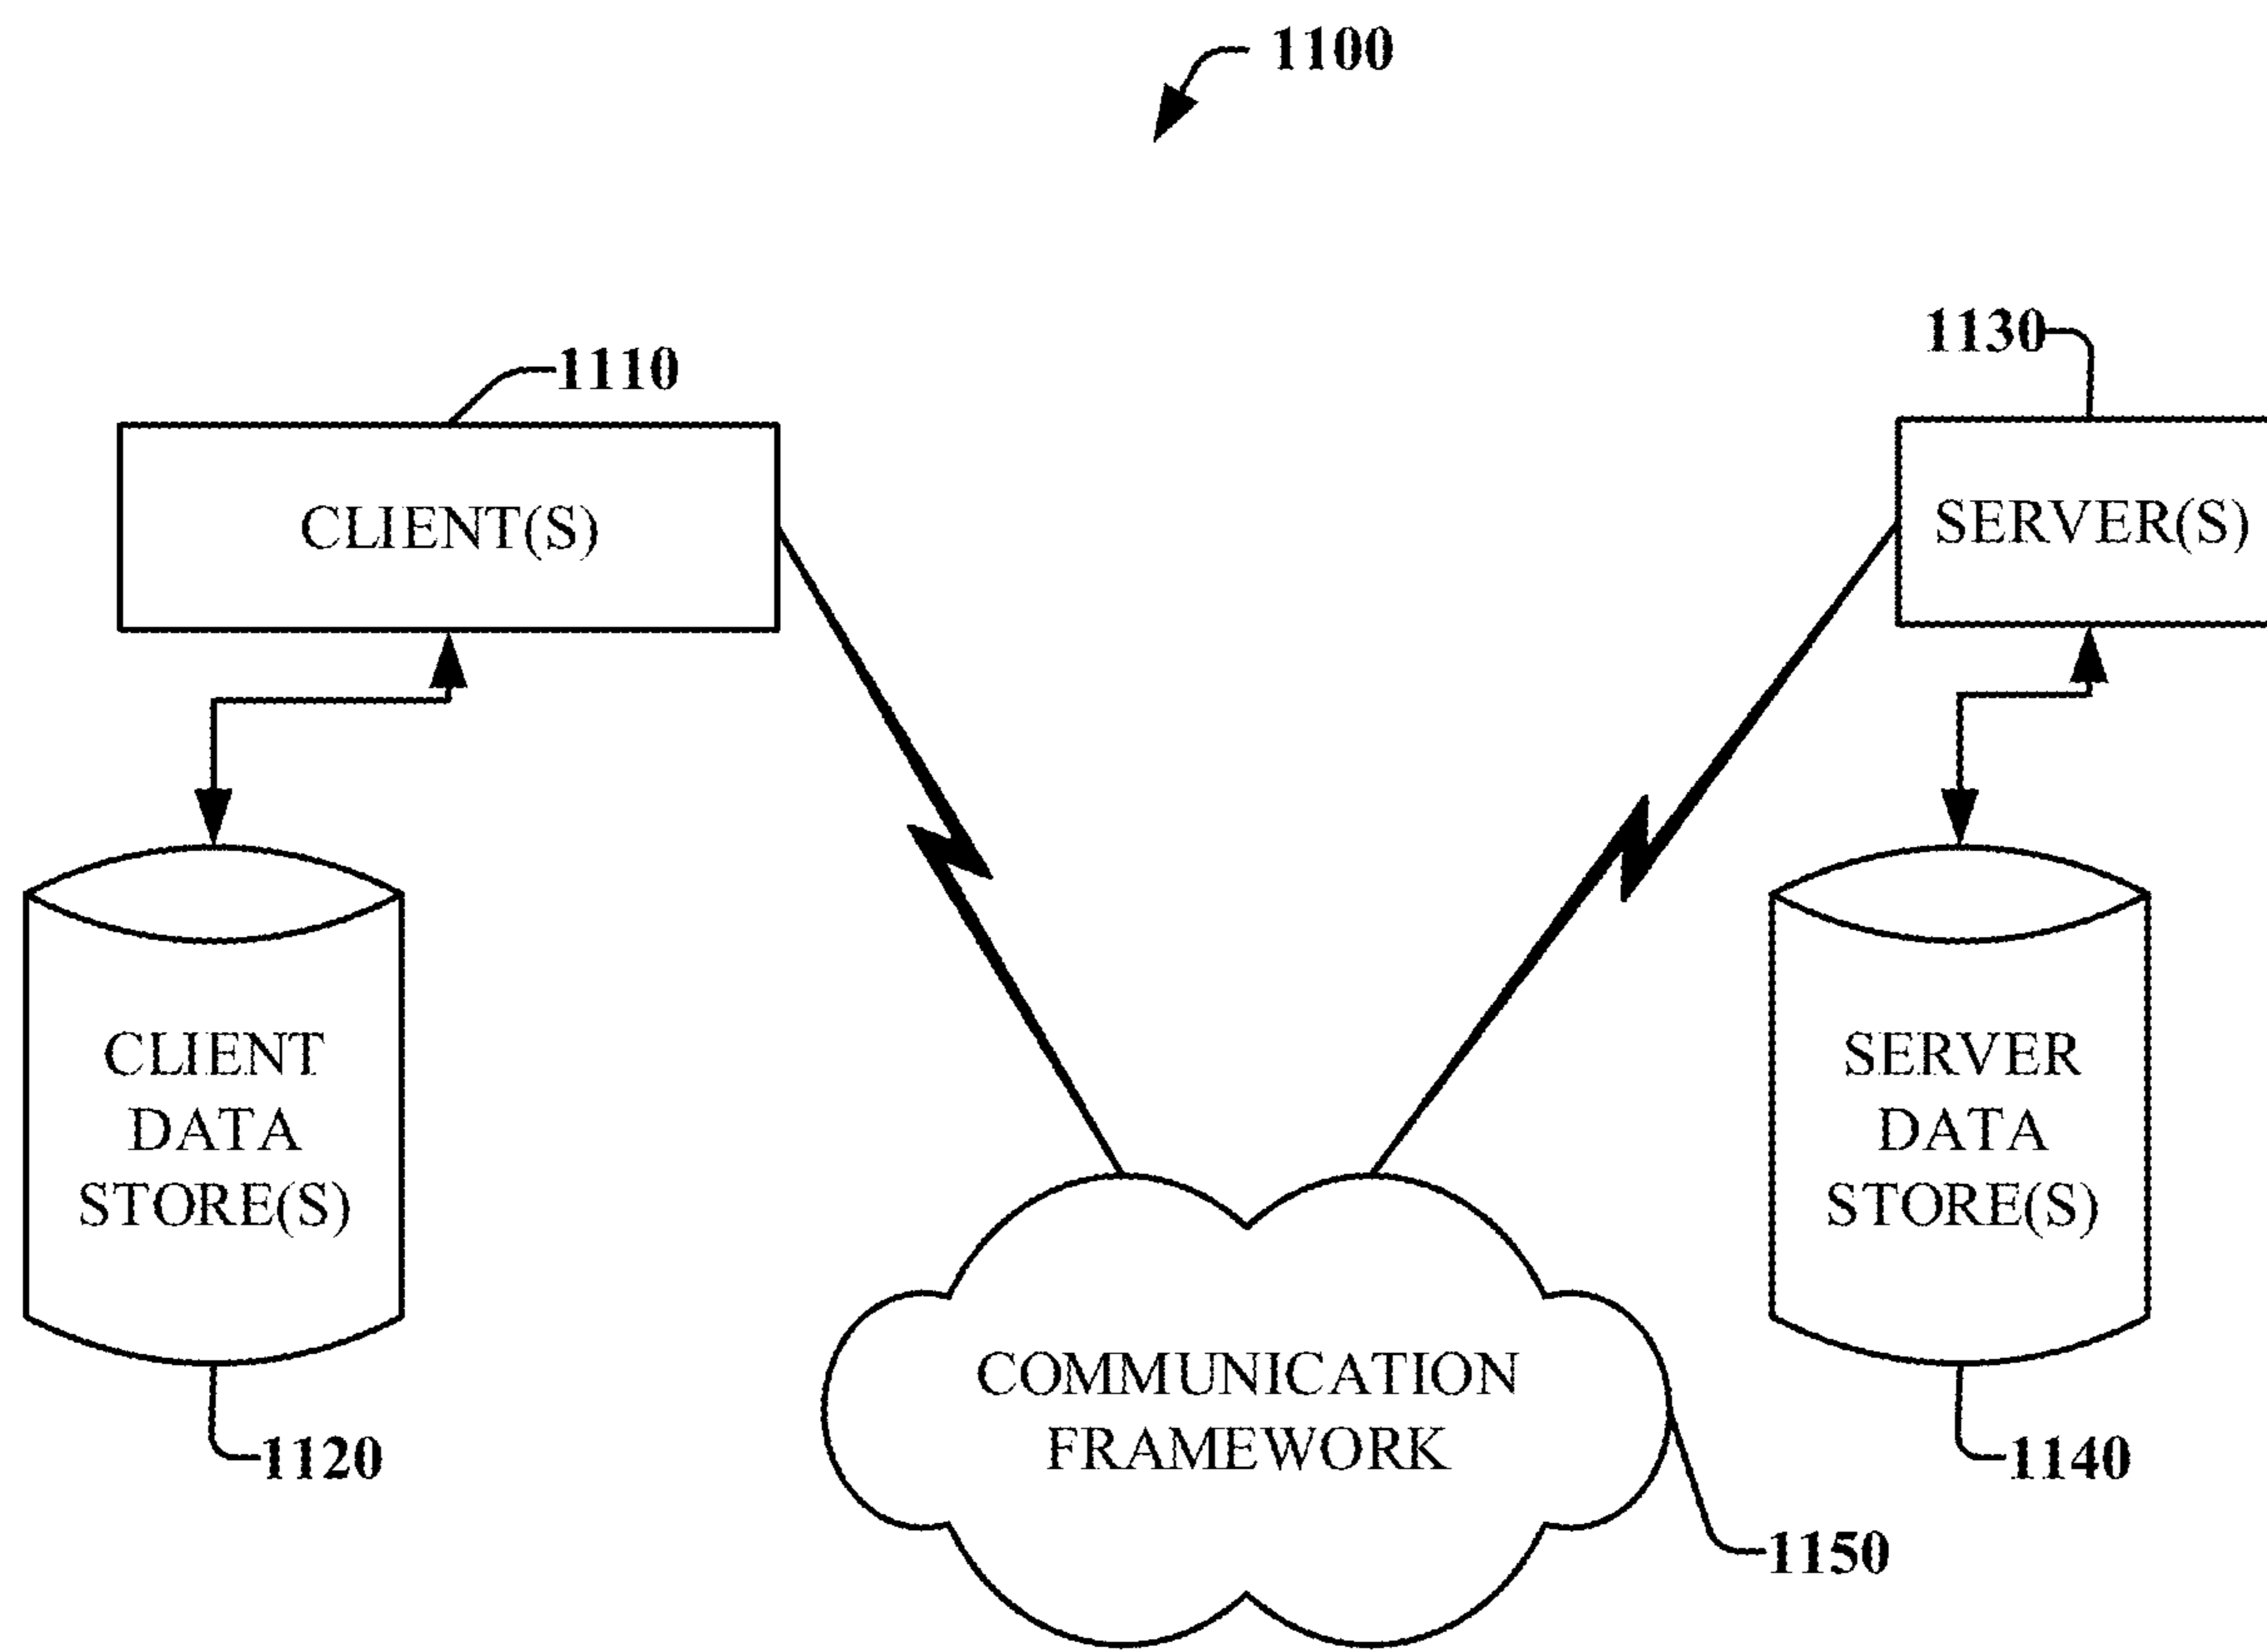 1100
1110
1130
CLIENT(S)
SERVER(S)
CLIENT
DATA
STORE(S)
SERVER
DATA
STORE(S)
COMMUNICATION
FRAMEWORK
1120
1140
1150